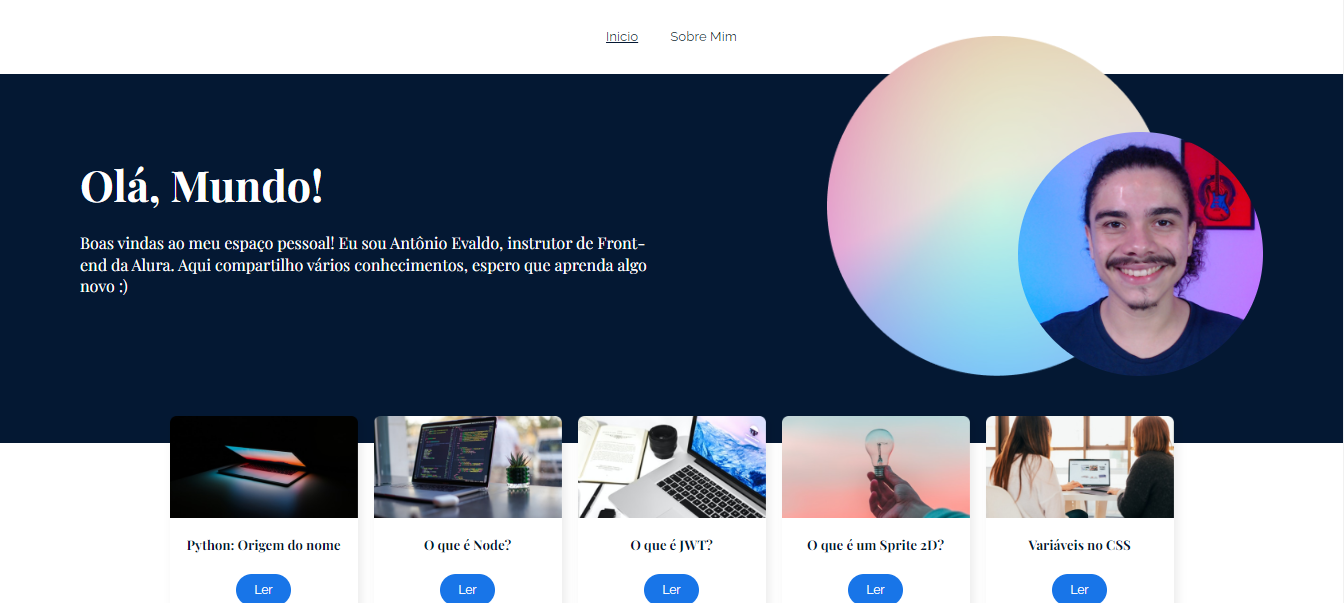 Inicio
Sobre Mim
Olá, Mundo!
Boas vindas ao meu espaço pessoal! Eu sou Antônio Evaldo, instrutor de Front-
end da Alura. Aqui compartilho vários conhecimentos, espero que aprenda algo
novo :)
Python: Origem do nome
O que é Node?
O que é JWT?
O que é um Sprite 2D?
Variáveis no CSS
Ler
Ler
Ler
Ler
Ler